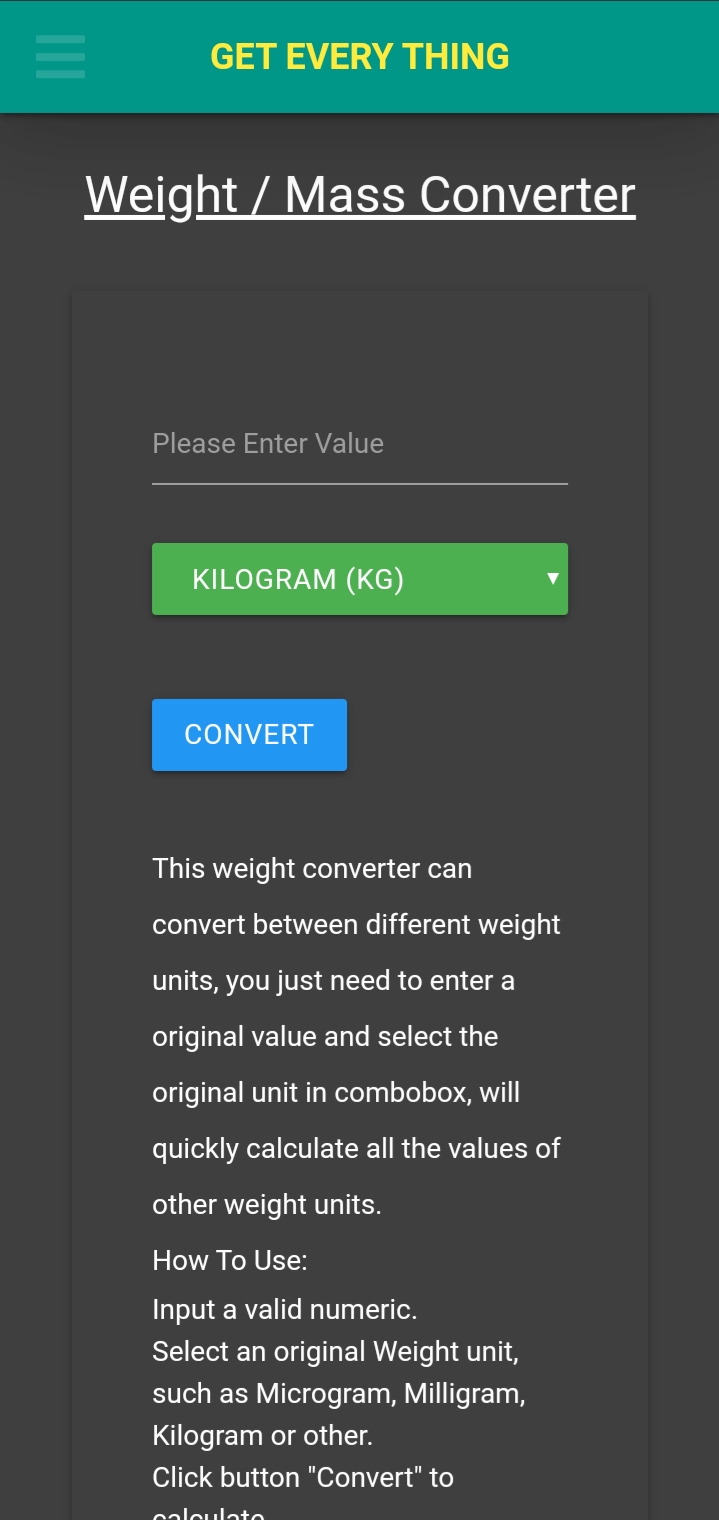 GET EVERY THING
Weight / Mass Converter
Please Enter Value
KILOGRAM (KG)
CONVERT
This weight converter can
convert between different weight
units, you just need to enter a
original value and select the
original unit in combobox, will
quickly calculate all the values of
other weight units.
How To Use:
Input a valid numeric.
Select an original Weight unit,
such as Microgram, Milligram,
Kilogram or other.
Click button "Convert" to
calculate